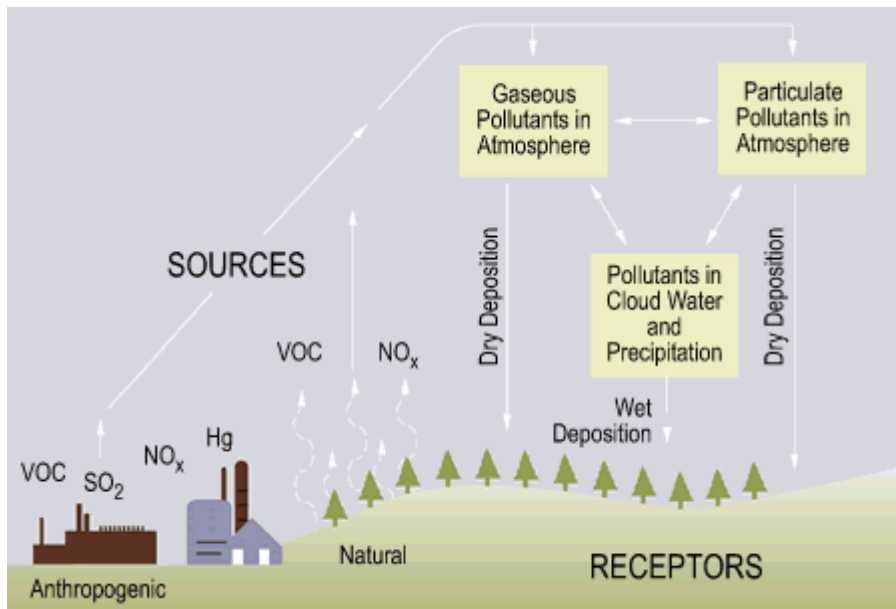 Gaseous
Pollutants in
Atmosphere
Particulate
Pollutants in
Atmosphere
SOURCES
Dry Deposition
Pollutants in
Cloud Water
and
Precipitation
Dry Deposition
VOC
NOx
Wet
Deposition
VOC
SO2
NOx
Hg
Anthropogenic
Natural
RECEPTORS